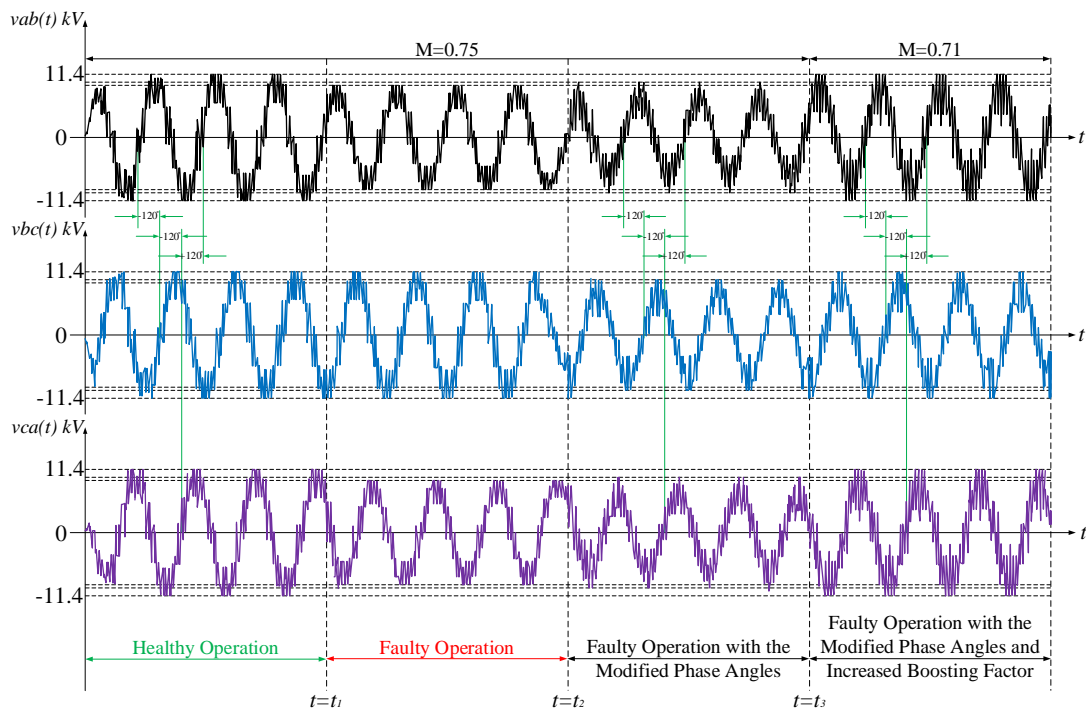 vab(t) kV
M=0.75
M=0.71
11.4
0
t
-11.4
-120°
-120°
-120°
-120°
-120°
-120°
-120°
-120°
-120°
vbc(t) kV
11.4
0
t
-11.4
vca(t) kV
11.4
0
t
-11.4
Healthy Operation
Faulty Operation
Faulty Operation with the
Modified Phase Angles
Faulty Operation with the
Modified Phase Angles and
Increased Boosting Factor
t=t1
t=t2
t=t3